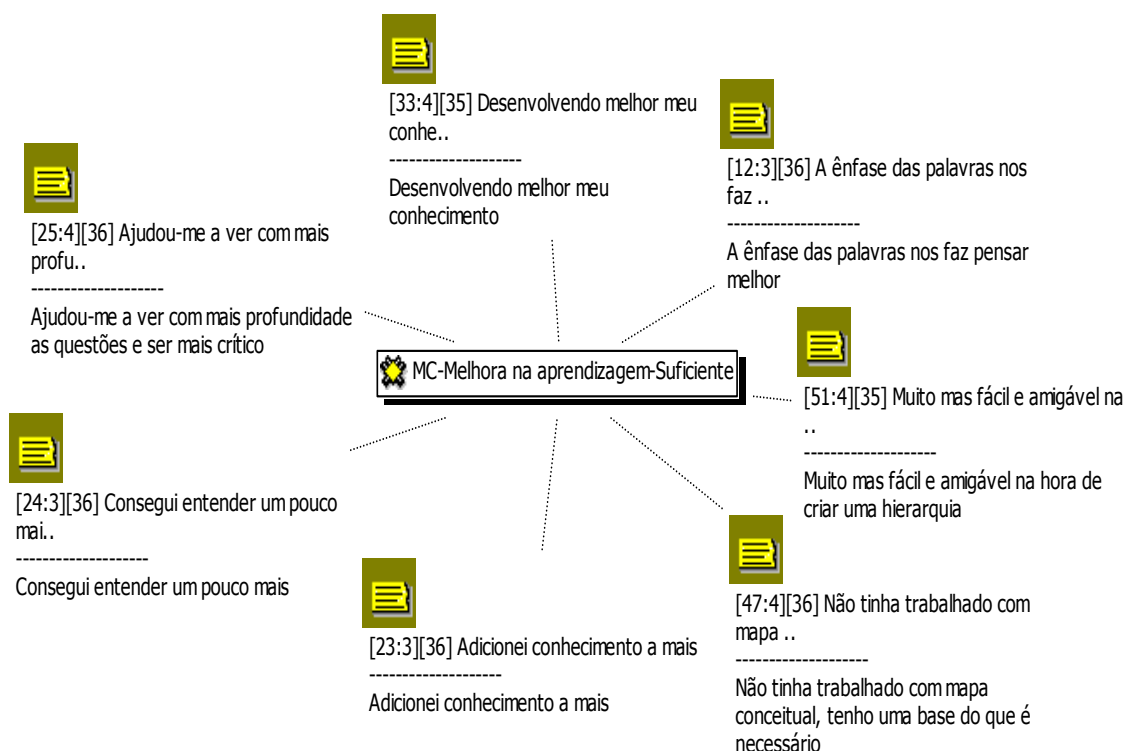 [33:4][35] Desenvolvendo melhor meu
conhe..
--------------------
Desenvolvendo melhor meu
conhecimento
[12:3][36] A ênfase das palavras nos
faz ..
--------------------
A ênfase das palavras nos faz pensar
melhor
[25:4][36] Ajudou-me a ver com mais
profu..
--------------------
Ajudou-me a ver com mais profundidade
as questões e ser mais crítico
MC-Melhora na aprendizagem-Suficiente
[51:4][35] Muito mas fácil e amigável na
..
--------------------
Muito mas fácil e amigável na hora de
criar uma hierarquia
[24:3][36] Consegui entender um pouco
mai..
--------------------
Consegui entender um pouco mais
[23:3][36] Adicionei conhecimento a mais
--------------------
Adicionei conhecimento a mais
[47:4][36] Não tinha trabalhado com
mapa ..
--------------------
Não tinha trabalhado com mapa
conceitual, tenho uma base do que é
necessário